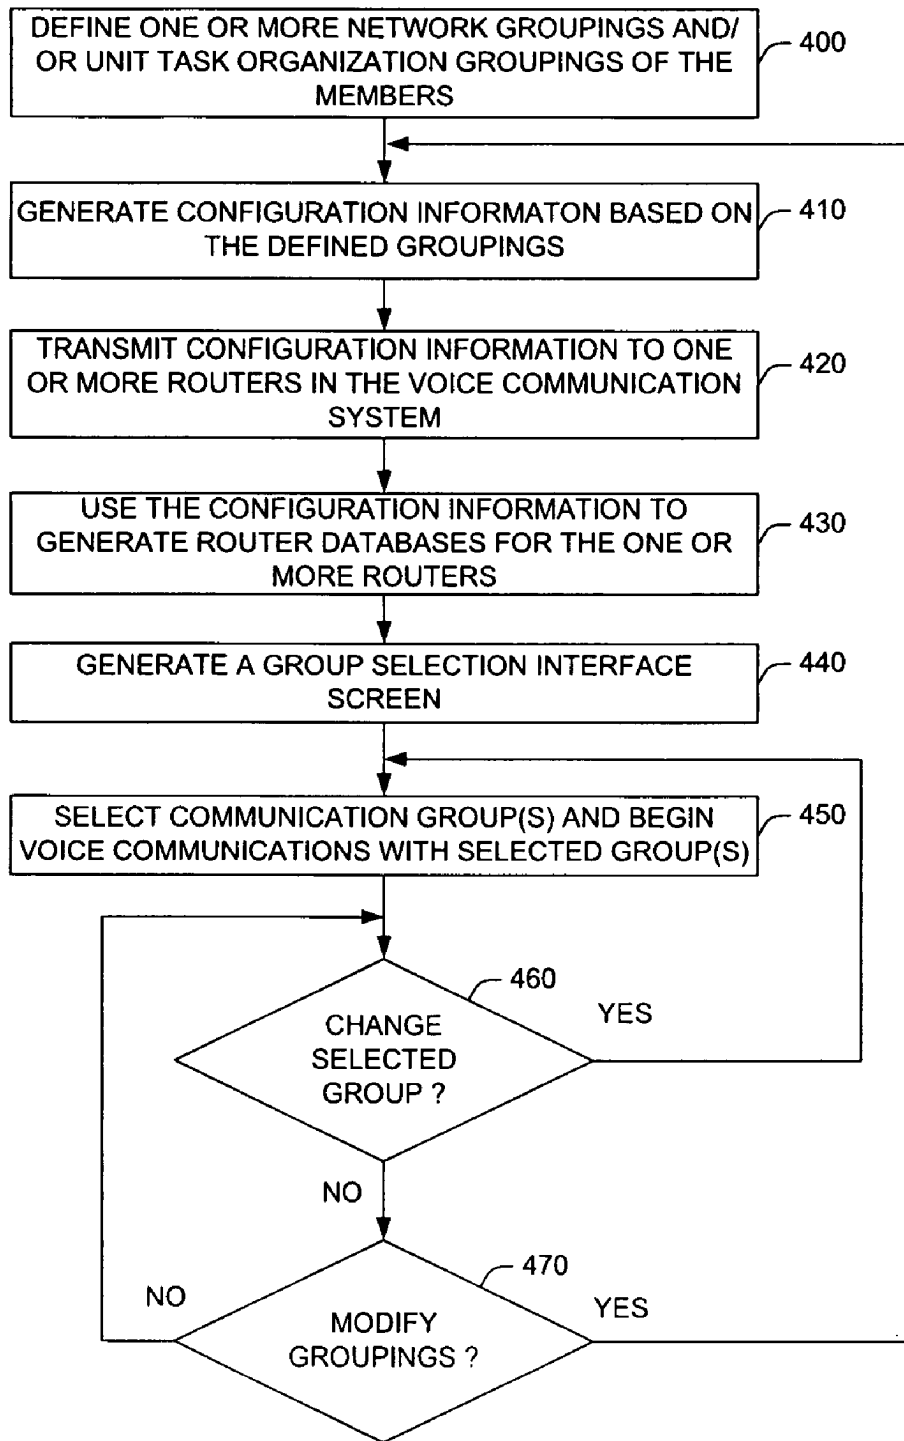 DEFINE ONE OR MORE NETWORK GROUPINGS AND/
OR UNIT TASK ORGANIZATION GROUPINGS OF THE
MEMBERS
400
GENERATE CONFIGURATION INFORMATON BASED ON
THE DEFINED GROUPINGS
410
TRANSMIT CONFIGURATION INFORMATION TO ONE
OR MORE ROUTERS IN THE VOICE COMMUNICATION
SYSTEM
420
USE THE CONFIGURATION INFORMATION TO
GENERATE ROUTER DATABASES FOR THE ONE OR
MORE ROUTERS
430
GENERATE A GROUP SELECTION INTERFACE
SCREEN
440
SELECT COMMUNICATION GROUP(S) AND BEGIN
VOICE COMMUNICATIONS WITH SELECTED GROUP(S)
450
460
YES
CHANGE
SELECTED
GROUP ?
NO
470
NO
YES
MODIFY
GROUPINGS ?